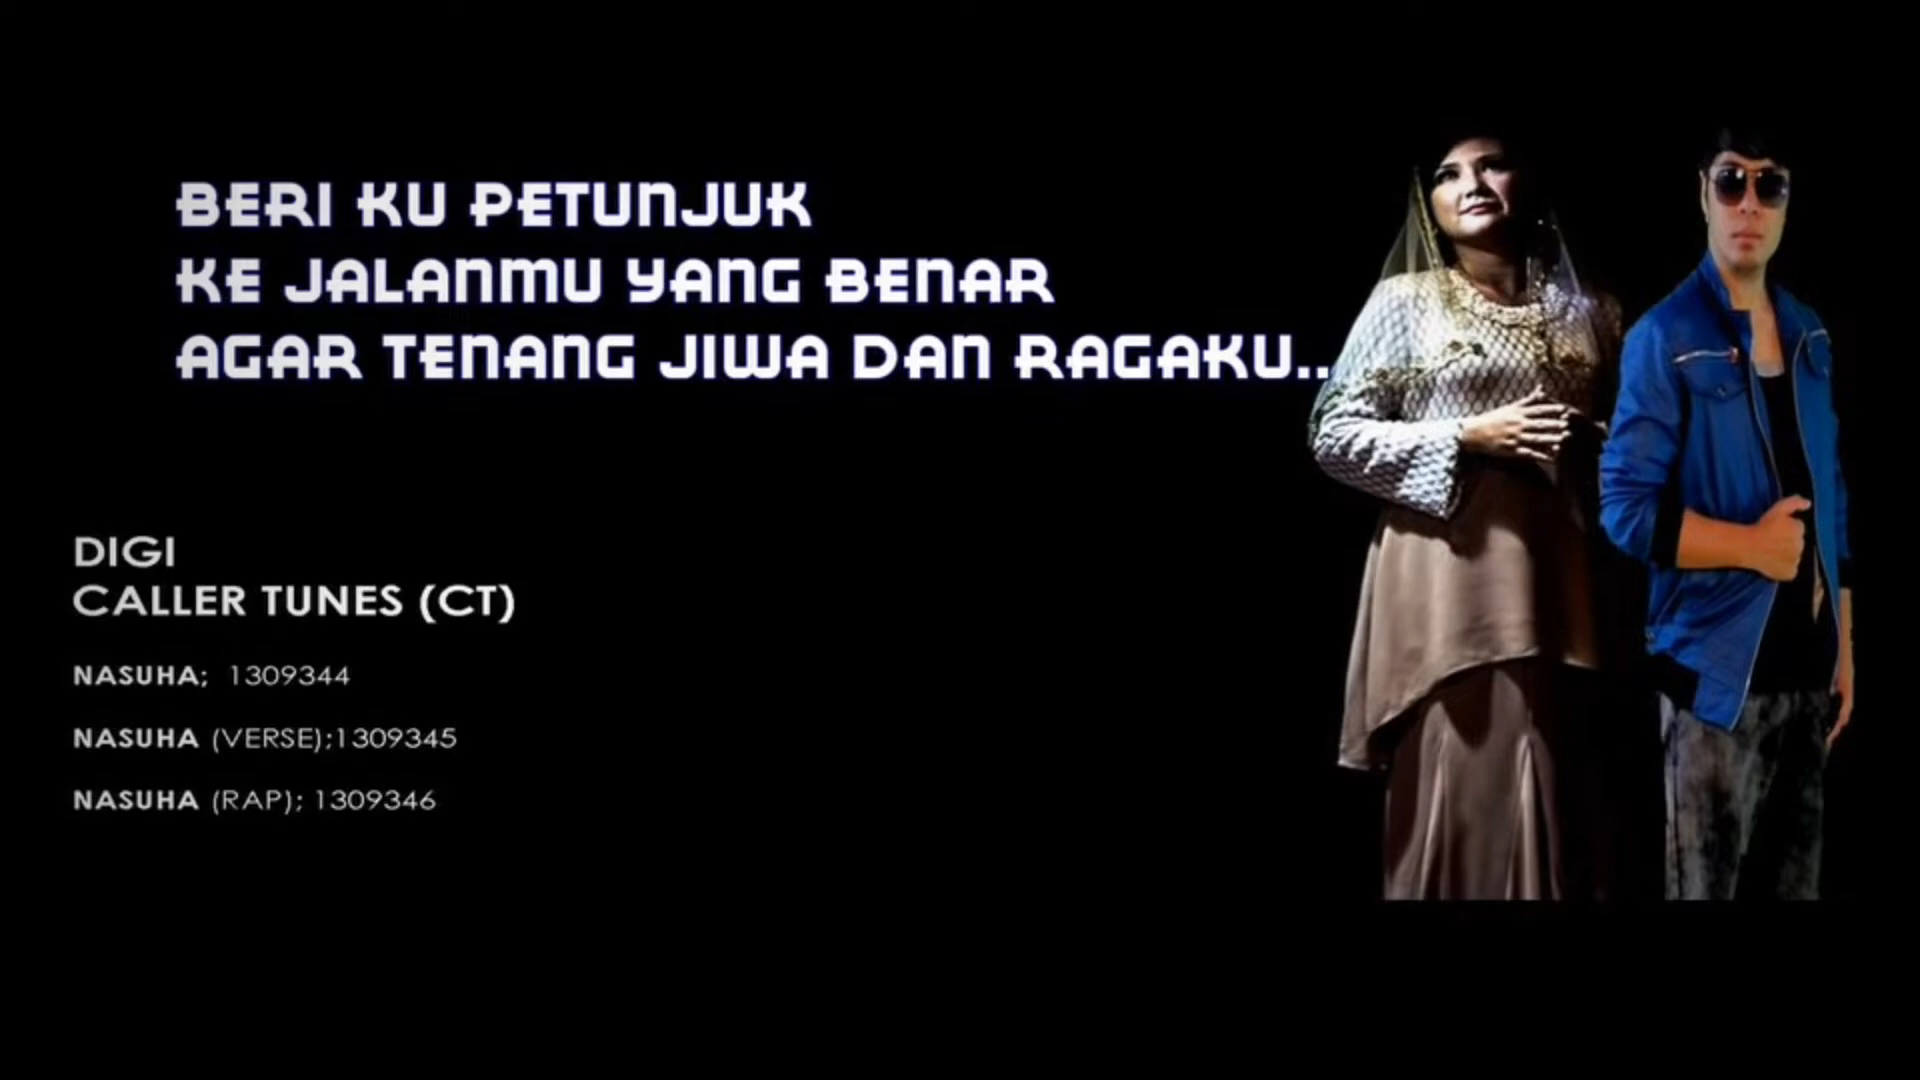 BERI KU PETUNJUK
KE JALANMU YANG BENAR
AGAR TENANG JIWA DAN RAGAKU..
DIGI
CALLER TUNES (CT)
NASUHA; 1309344
NASUHA (VERSE);1309345
NASUHA (RAP); 1309346